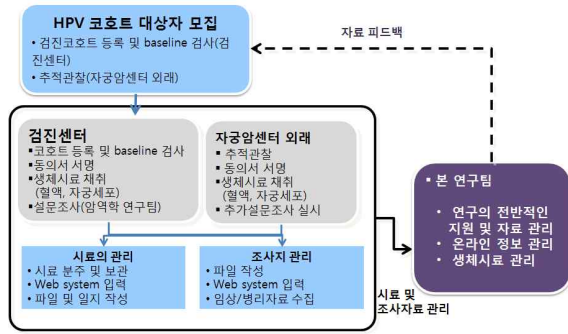 HPV 코호트 대상자 모집
• 검진코호트 등록 및 baseline 검사(검
진센터)
• 추적관찰(자궁암센터 외래)
자료 피드백
검진센터
▪코호트 등록 및 baseline 검사
▪동의서 서명
▪생체시료 채취
(혈액, 자궁세포)
▪설문조사(암역학 연구팀)
자궁암센터 외래
▪ 추적관찰
▪ 동의서 서명
▪생체시료 채취
(혈액, 자궁세포)
▪ 추가설문조사 실시
▪ 본 연구팀
• 연구의 전반적인
지원 및 자료 관리
• 온라인 정보 관리
• 생체시료 관리
시료의 관리
• 시료 분주 및 보관
• Web system 입력
• 파일 및 일지 작성
조사지 관리
• 파일 작성
• Web system 입력
• 임상/병리자료 수집
시료 및
조사자료 관리